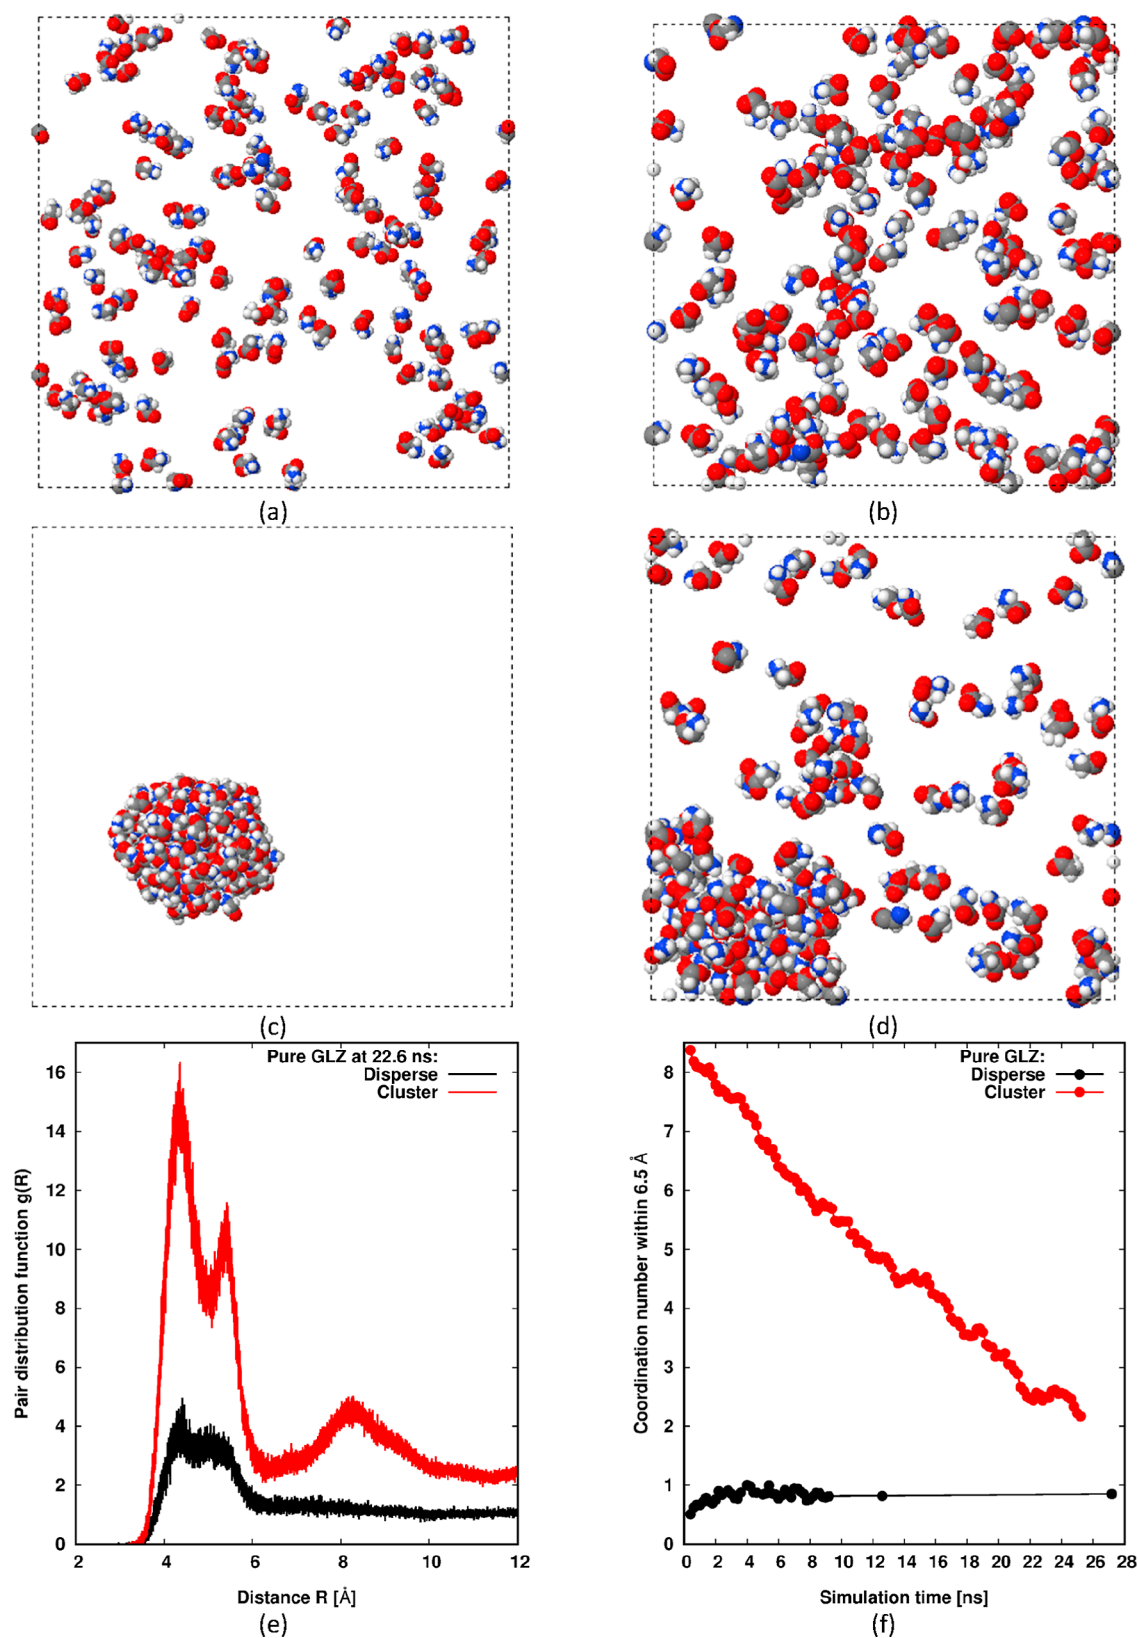 (a)
(b)
(c)
(d)
Pure GLZ at 22.6 ns:
Disperse
Cluster
16
14
12
10
8
6
4
2
0
Pair distribution function g(R)
2 4 6 8 10 12
Distance R [Å]
(e)
Pure GLZ:
Disperse
Cluster
8
7
6
5
4
3
2
1
0
Coordination number within 6.5 Å
0 2 4 6 8 10 12 14 16 18 20 22 24 26 28
Simulation time [ns]
(f)